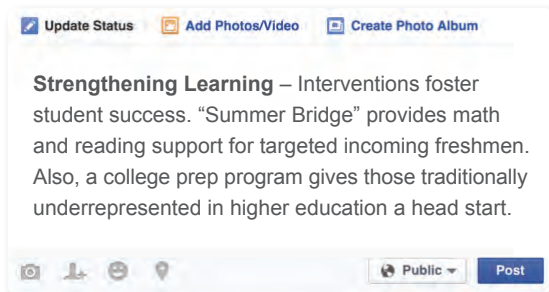 Update Status Add Photos/Video Create Photo Album
Strengthening Learning – Interventions foster
student success. “Summer Bridge” provides math
and reading support for targeted incoming freshmen.
Also, a college prep program gives those traditionally
underrepresented in higher education a head start.
Public Post